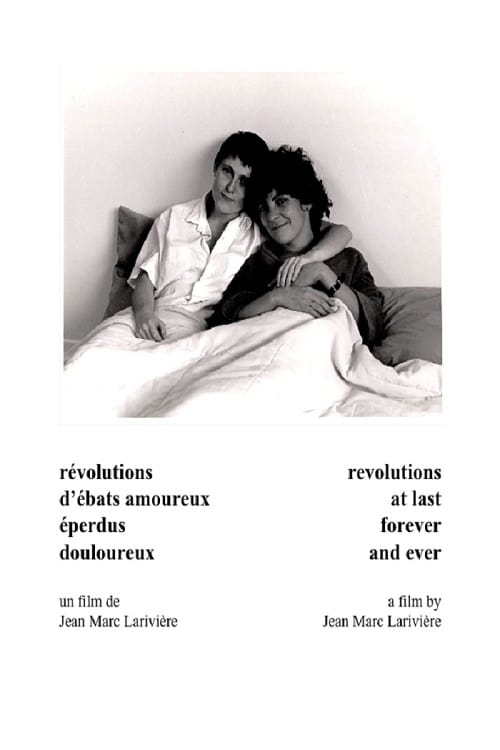 révolutions
d'ébats amoureux
éperdus
douloureux
un film de
Jean Marc Larivière
revolutions
at last
forever
and ever
a film by
Jean Marc Larivière